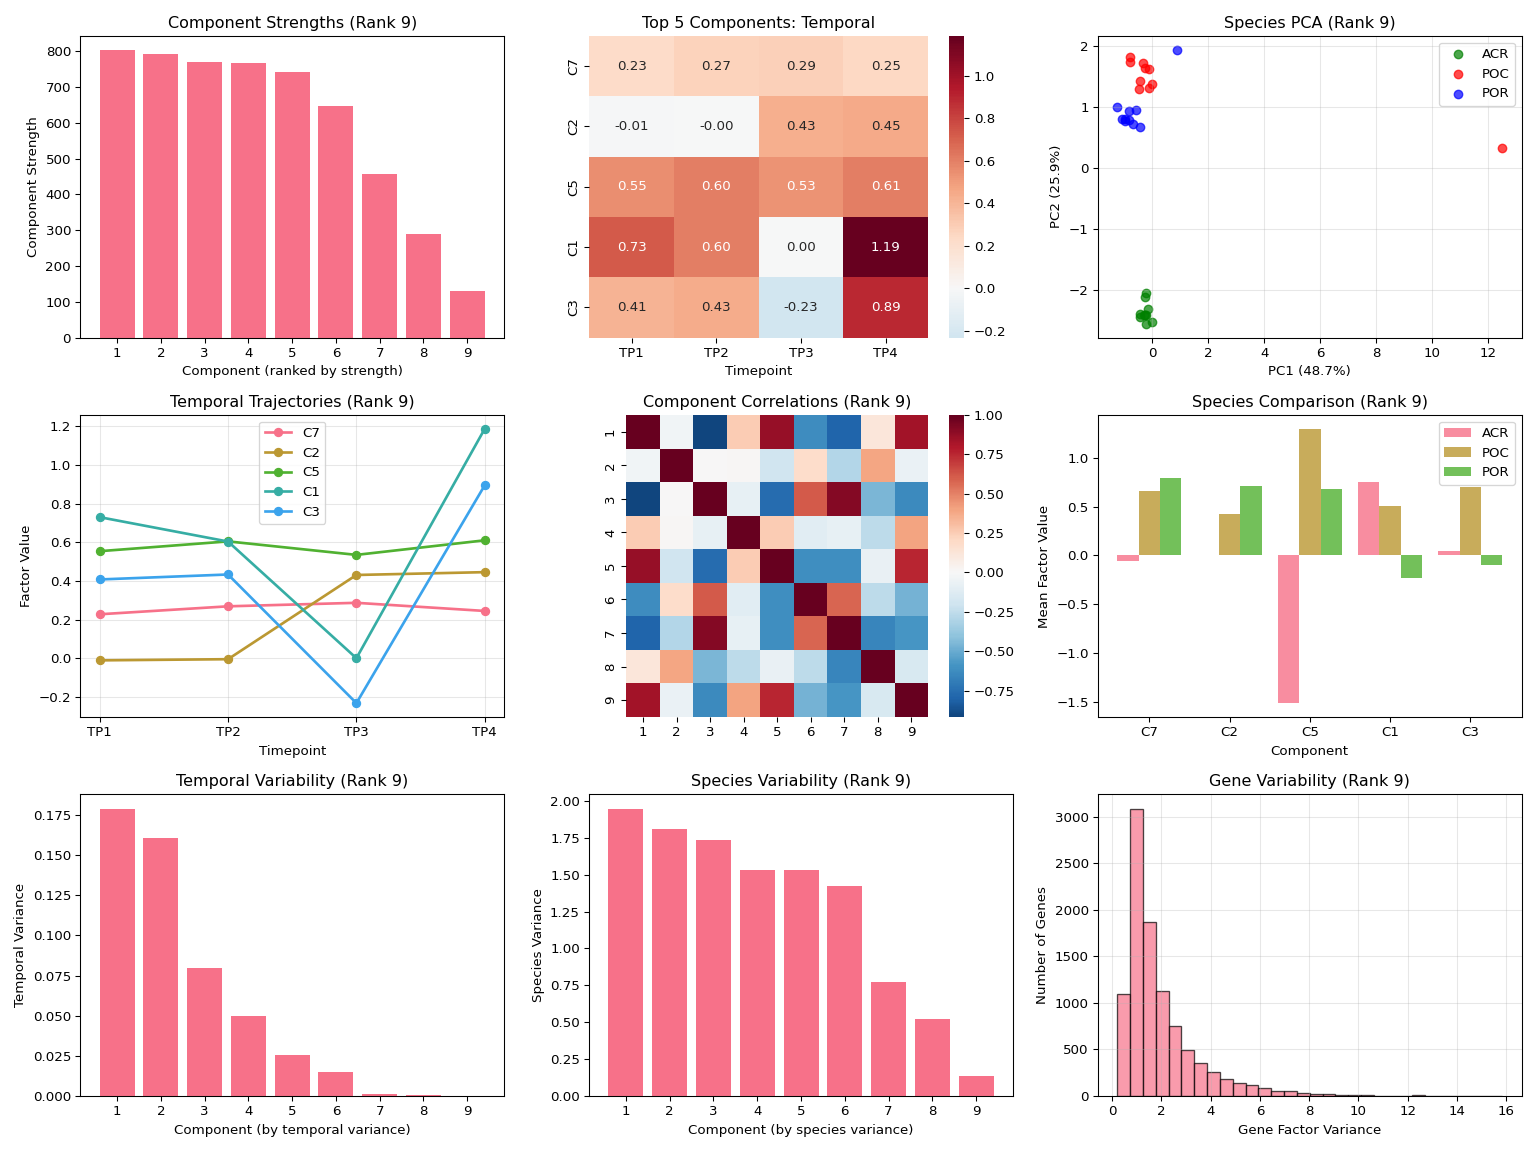 Component Strengths (Rank 9)
Component Strength
800
700
600
500
400
300
200
100
0
1 2 3 4 5 6 7 8 9
Component (ranked by strength)
Top 5 Components: Temporal
C7 0.23 0.27 0.29 0.25
C2 -0.01 -0.00 0.43 0.45
C5 0.55 0.60 0.53 0.61
C1 0.73 0.60 0.00 1.19
C3 0.41 0.43 -0.23 0.89
TP1 TP2 TP3 TP4
Timepoint
1.0
0.8
0.6
0.4
0.2
0.0
−0.2
Species PCA (Rank 9)
PC2 (25.9%)
2
1
0
−1
−2
ACR
POC
POR
0 2 4 6 8 10 12
PC1 (48.7%)
Temporal Trajectories (Rank 9)
Factor Value
1.2
1.0
0.8
0.6
0.4
0.2
0.0
−0.2
C7
C2
C5
C1
C3
TP1 TP2 TP3 TP4
Timepoint
Component Correlations (Rank 9)
1
2
3
4
5
6
7
8
9
1 2 3 4 5 6 7 8 9
1.00
0.75
0.50
0.25
0.00
−0.25
−0.50
−0.75
Species Comparison (Rank 9)
Mean Factor Value
1.0
0.5
0.0
−0.5
−1.0
−1.5
ACR
POC
POR
C7 C2 C5 C1 C3
Component
Temporal Variability (Rank 9)
Temporal Variance
0.175
0.150
0.125
0.100
0.075
0.050
0.025
0.000
1 2 3 4 5 6 7 8 9
Component (by temporal variance)
Species Variability (Rank 9)
Species Variance
2.00
1.75
1.50
1.25
1.00
0.75
0.50
0.25
0.00
1 2 3 4 5 6 7 8 9
Component (by species variance)
Gene Variability (Rank 9)
Number of Genes
3000
2500
2000
1500
1000
500
0
0 2 4 6 8 10 12 14 16
Gene Factor Variance